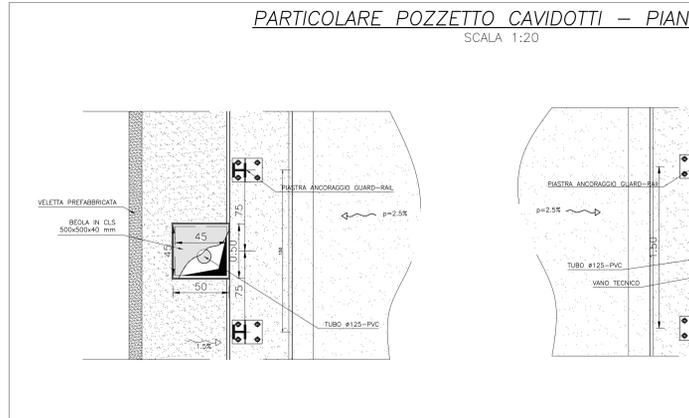 PARTICOLARE POZZETTO CAVIDOTTI – PIAN
SCALA 1:20
PIASTRA ANCORAGGIO GUARD-RAIL
VELETTA PREFABBRICATA
BEOLA IN CLS
500x500x40 mm
45
45
50
.75
0.50
.75
150
p=2.5%
TUBO ø125-PVC
1.5%
PIASTRA ANCORAGGIO GUARD-RAIL
p=2.5%
1.50
TUBO ø125-PVC
VANO TECNICO